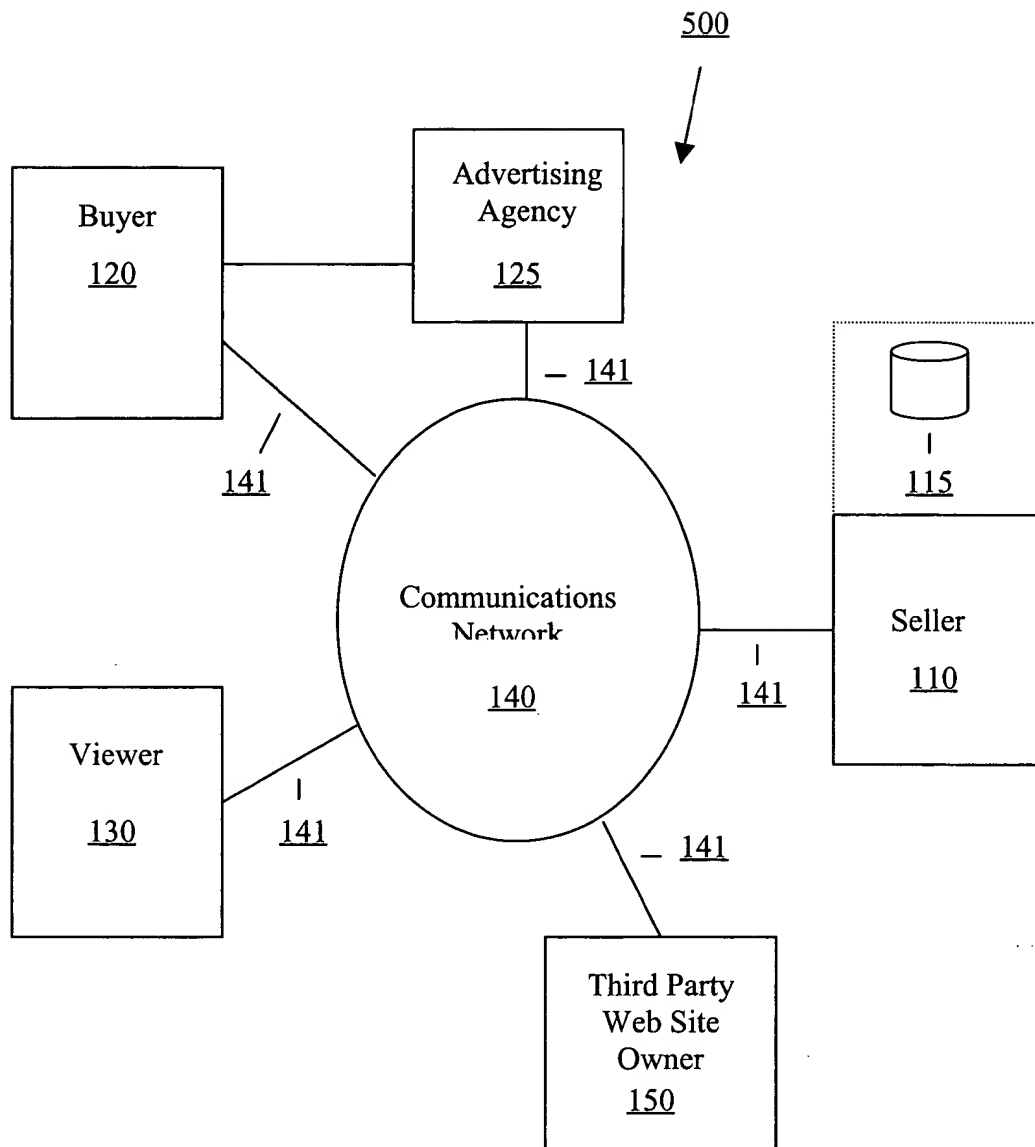 500
Advertising
Agency
125
Buyer
120
141
141
115
Communications
Network
140
Seller
110
141
Viewer
130
141
141
Third Party
Web Site
Owner
150